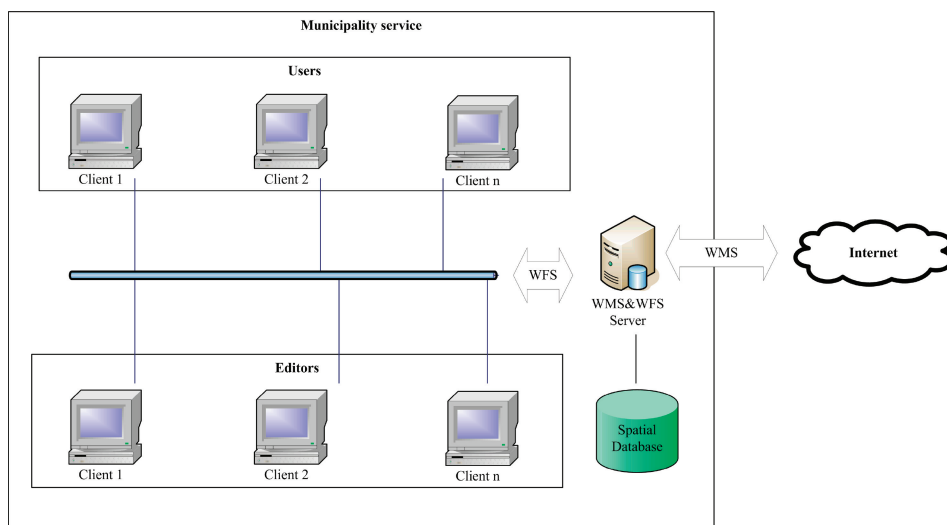 Municipality service
Users
Client 1
Client 2
Client n
WFS
WMS&WFS
Server
WMS
Internet
Editors
Client 1
Client 2
Client n
Spatial
Database